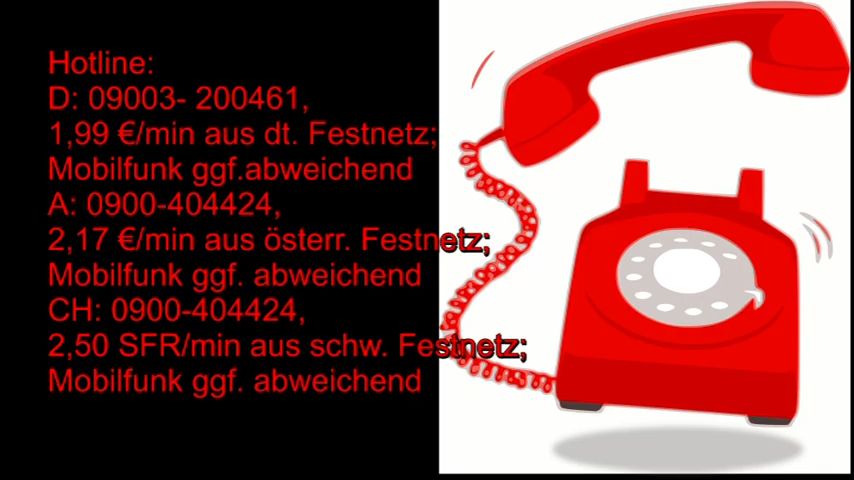 Hotline:
D: 09003- 200461,
1,99 €/min aus dt. Festnetz;
Mobilfunk ggf.abweichend
A: 0900-404424,
2,17 €/min aus österr. Festnetz;
Mobilfunk ggf. abweichend
CH: 0900-404424,
2,50 SFR/min aus schw. Festnetz;
Mobilfunk ggf. abweichend